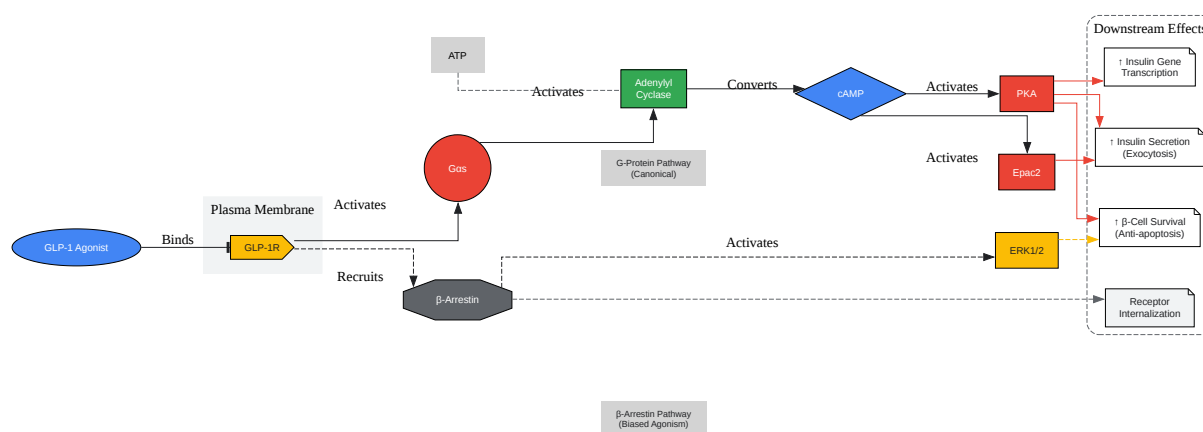 Downstream Effects
↑ Insulin Gene
Transcription
ATP
Adenylyl
Cyclase
Activates
Converts
cAMP
Activates
PKA
↑ Insulin Secretion
(Exocytosis)
G-Protein Pathway
(Canonical)
Activates
Epac2
Gαs
Plasma Membrane
Activates
↑ β-Cell Survival
(Anti-apoptosis)
GLP-1 Agonist
Binds
GLP-1R
Activates
ERK1/2
Recruits
β-Arrestin
Receptor
Internalization
β-Arrestin Pathway
(Biased Agonism)